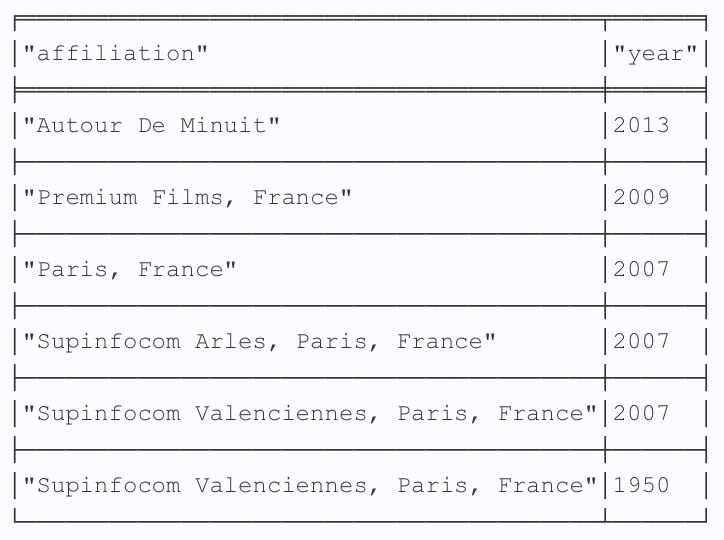 "affiliation" "year"
"Autour De Minuit" 2013
"Premium Films, France" 2009
"Paris, France" 2007
"Supinfocom Arles, Paris, France" 2007
"Supinfocom Valenciennes, Paris, France" 2007
"Supinfocom Valenciennes, Paris, France" 1950